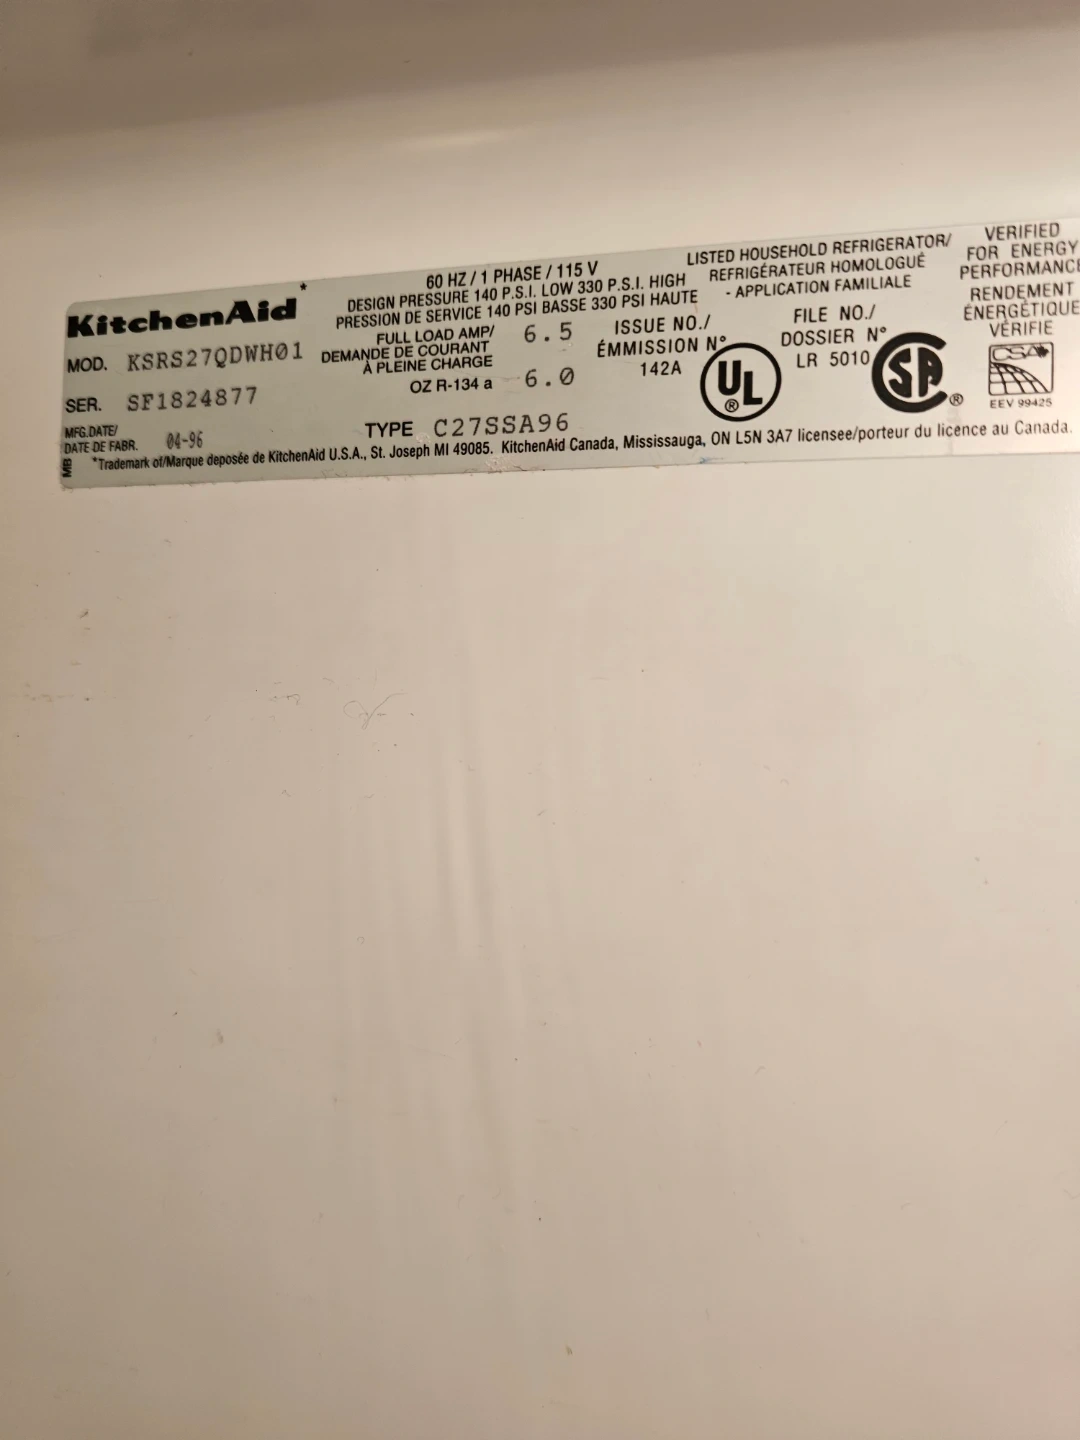 KitchenAid*
MOD. KSRS27QDWH01
SER. SF1824877
MFG.DATE/
DATE DE FABR. 04-96
MB
60 HZ / 1 PHASE / 115 V
DESIGN PRESSURE 140 P.S.I. LOW 330 P.S.I. HIGH
PRESSION DE SERVICE 140 PSI BASSE 330 PSI HAUTE
FULL LOAD AMP/
DEMANDE DE COURANT
À PLEINE CHARGE
6.5
OZ R-134 a 6.0
TYPE C27SSA96
ISSUE NO./
ÉMMISSION N°
142A
LISTED HOUSEHOLD REFRIGERATOR/
REFRIGÉRATEUR HOMOLOGUÉ
- APPLICATION FAMILIALE
FILE NO./
DOSSIER N°
LR 5010
UL ®
SA ®
VERIFIED
FOR ENERGY
PERFORMANCE
RENDEMENT
ÉNERGÉTIQUE
VÉRIFIE
CSA
EEV 99425
*Trademark of/Marque deposée de KitchenAid U.S.A., St. Joseph MI 49085. KitchenAid Canada, Mississauga, ON L5N 3A7 licensee/porteur du licence au Canada.